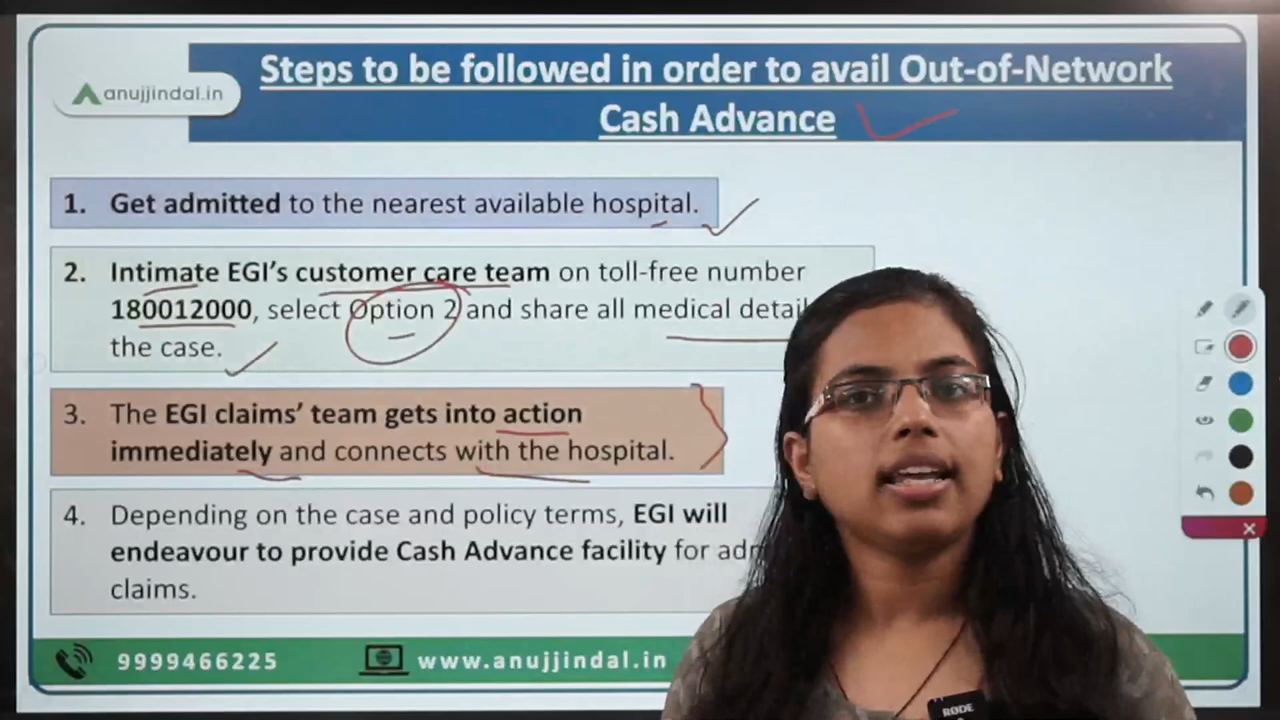 Steps to be followed in order to avail Out-of-Network
Cash Advance
anujjindal.in
1. Get admitted to the nearest available hospital.
2. Intimate EGI's customer care team on toll-free number
180012000, select Option 2 and share all medical
the case.
3. The EGI claims' team gets into action
immediately and connects with the hospital.
4. Depending on the case and policy terms, EGI will
endeavour to provide Cash Advance facility for
claims.
9999466225
www.anujjindal.in
RØDE